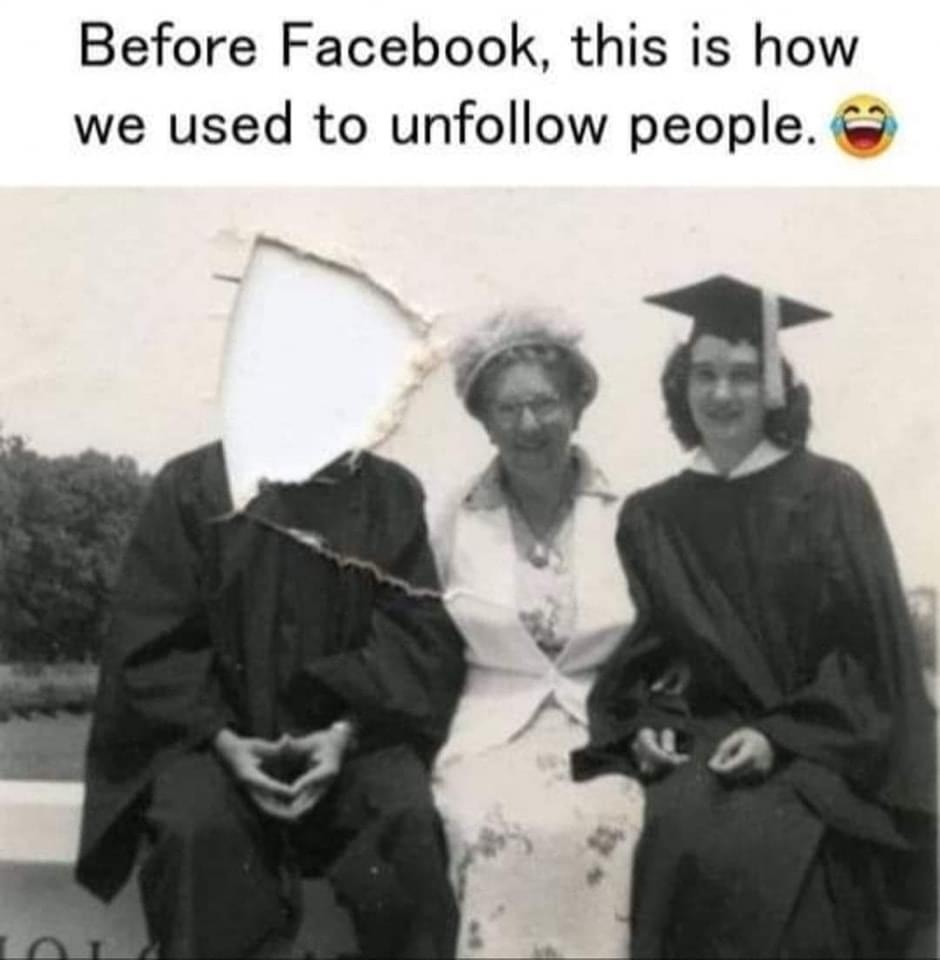 Before Facebook, this is how
we used to unfollow people. 😂